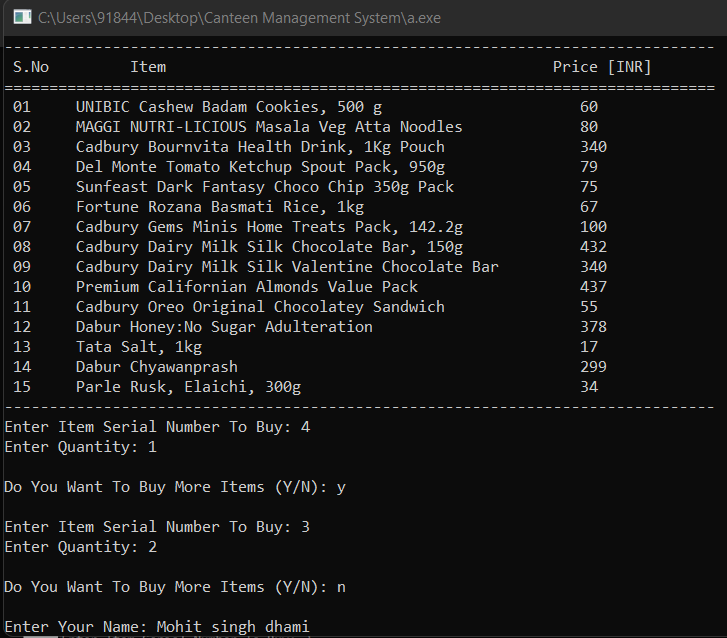 C:\Users\91844\Desktop\Canteen Management System\a.exe
-------------------------------------------------------------------------------
S.No Item Price [INR]
===============================================================================
01 UNIBIC Cashew Badam Cookies, 500 g 60
02 MAGGI NUTRI-LICIOUS Masala Veg Atta Noodles 80
03 Cadbury Bournvita Health Drink, 1Kg Pouch 340
04 Del Monte Tomato Ketchup Spout Pack, 950g 79
05 Sunfeast Dark Fantasy Choco Chip 350g Pack 75
06 Fortune Rozana Basmati Rice, 1kg 67
07 Cadbury Gems Minis Home Treats Pack, 142.2g 100
08 Cadbury Dairy Milk Silk Chocolate Bar, 150g 432
09 Cadbury Dairy Milk Silk Valentine Chocolate Bar 340
10 Premium Californian Almonds Value Pack 437
11 Cadbury Oreo Original Chocolatey Sandwich 55
12 Dabur Honey:No Sugar Adulteration 378
13 Tata Salt, 1kg 17
14 Dabur Chyawanprash 299
15 Parle Rusk, Elaichi, 300g 34
-------------------------------------------------------------------------------
Enter Item Serial Number To Buy: 4
Enter Quantity: 1
Do You Want To Buy More Items (Y/N): y
Enter Item Serial Number To Buy: 3
Enter Quantity: 2
Do You Want To Buy More Items (Y/N): n
Enter Your Name: Mohit singh dhami